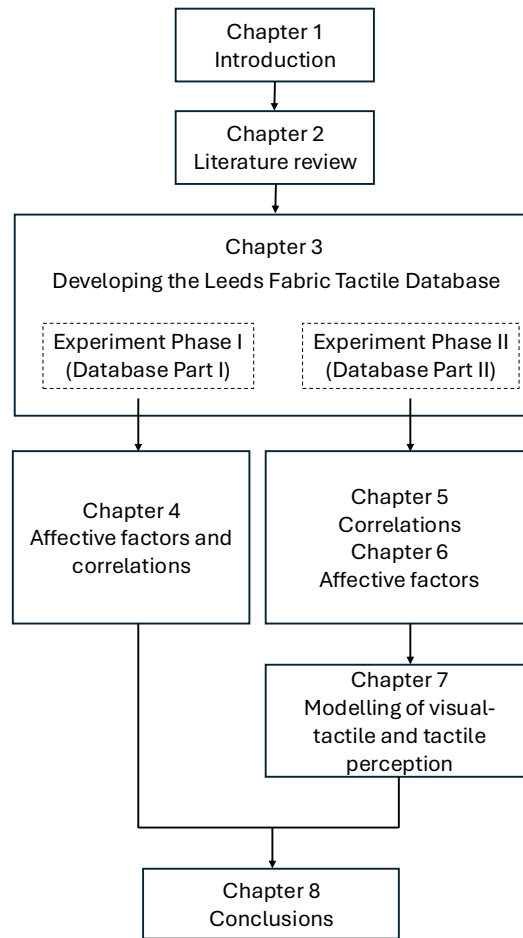 Chapter 1
Introduction
Chapter 2
Literature review
Chapter 3
Developing the Leeds Fabric Tactile Database
Experiment Phase I
(Database Part I)
Experiment Phase II
(Database Part II)
Chapter 4
Affective factors and
correlations
Chapter 5
Correlations
Chapter 6
Affective factors
Chapter 7
Modelling of visual-
tactile and tactile
perception
Chapter 8
Conclusions